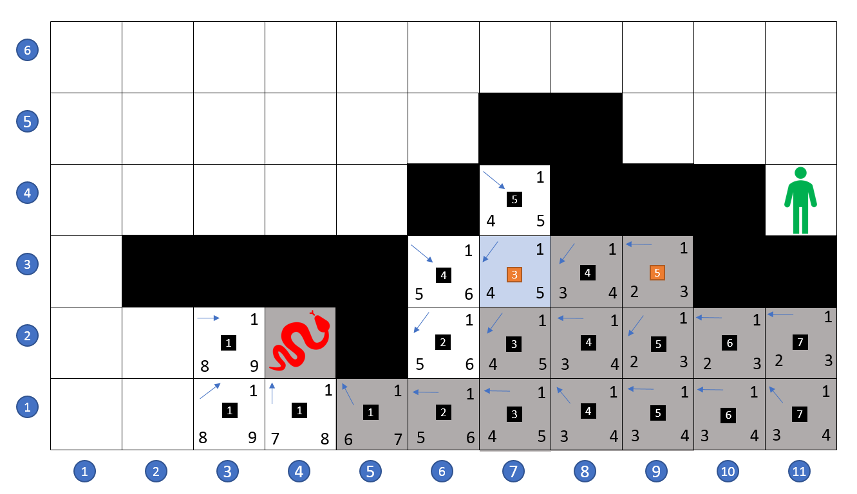 6
5
1
4 5
4 5
1 1 1 1
3 4 3 4 5
5 6 4 5 3 4 2 3
1 1 1 1 1 1 1
2 1 2 3 4 5 6 7
8 9 5 6 4 5 3 4 2 3 2 3 2 3
1 1 1 1 1 1 1 1 1
1 1 1 1 2 3 4 5 6 7
8 9 7 8 6 7 5 6 4 5 3 4 3 4 3 4 3 4
1 2 3 4 5 6 7 8 9 10 11